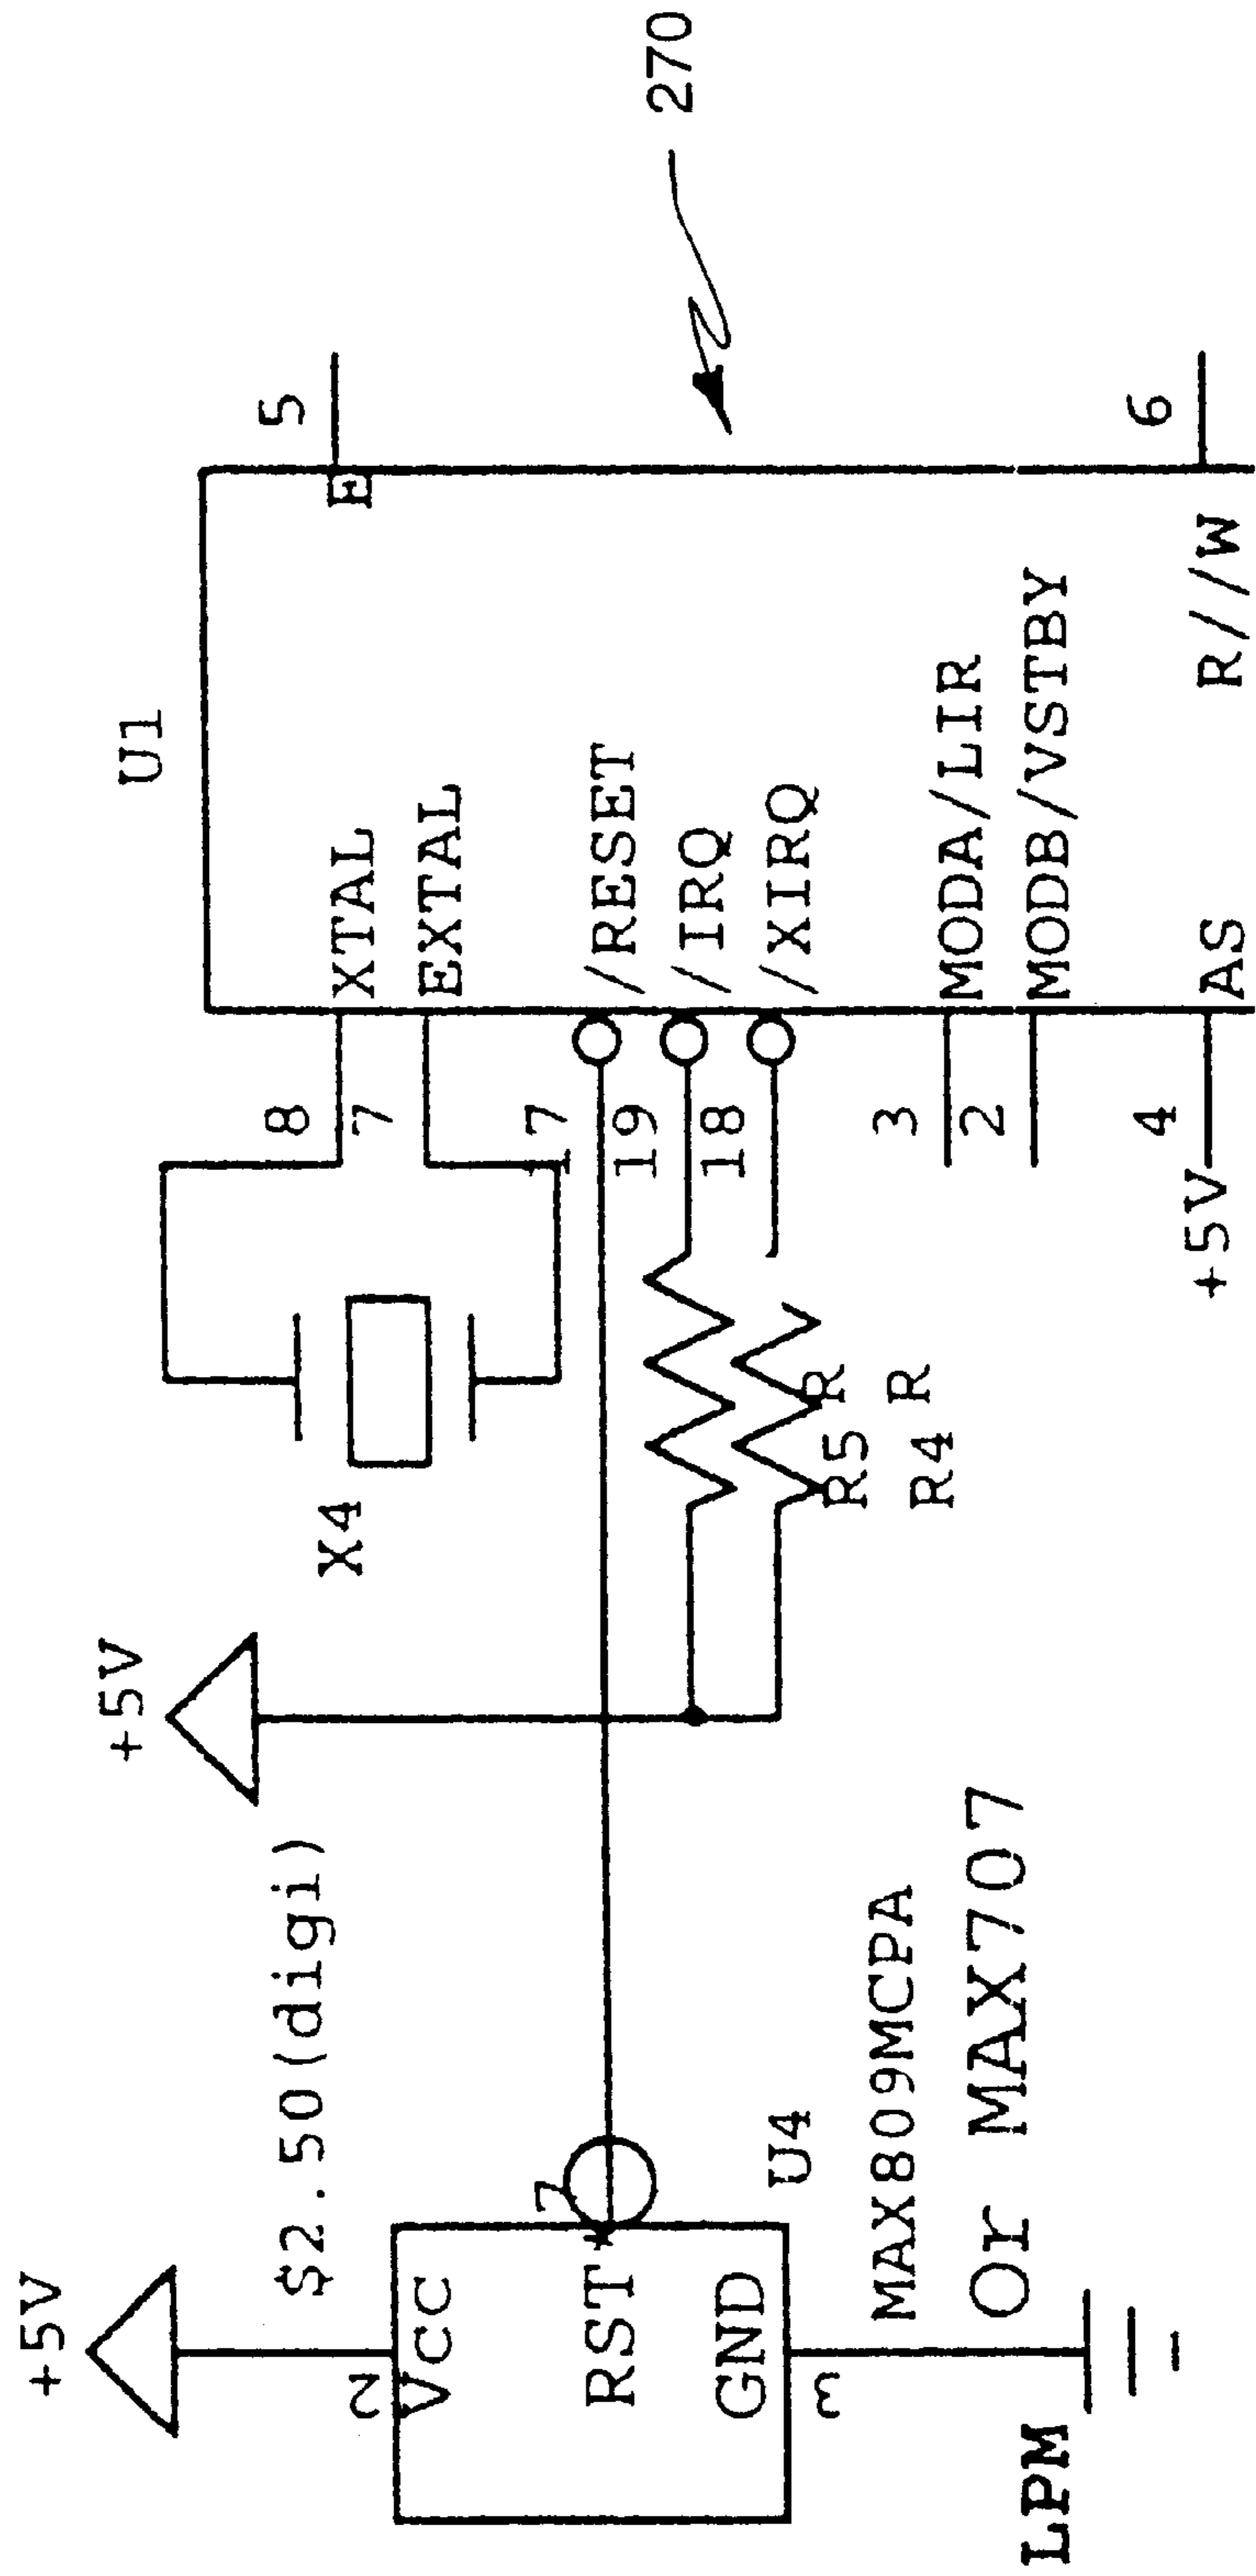 +5V
$2.50(digi)
2
VCC
RST*
7
GND
3
U4
MAX809MCPA
Or MAX707
LPM
+5V
X4
R5 R
R4 R
U1
8 XTAL
7 EXTAL
17 /RESET
19 /IRQ
18 /XIRQ
3 MODA/LIR
2 MODB/VSTBY
+5V 4 AS
E 5
R//W 6
270